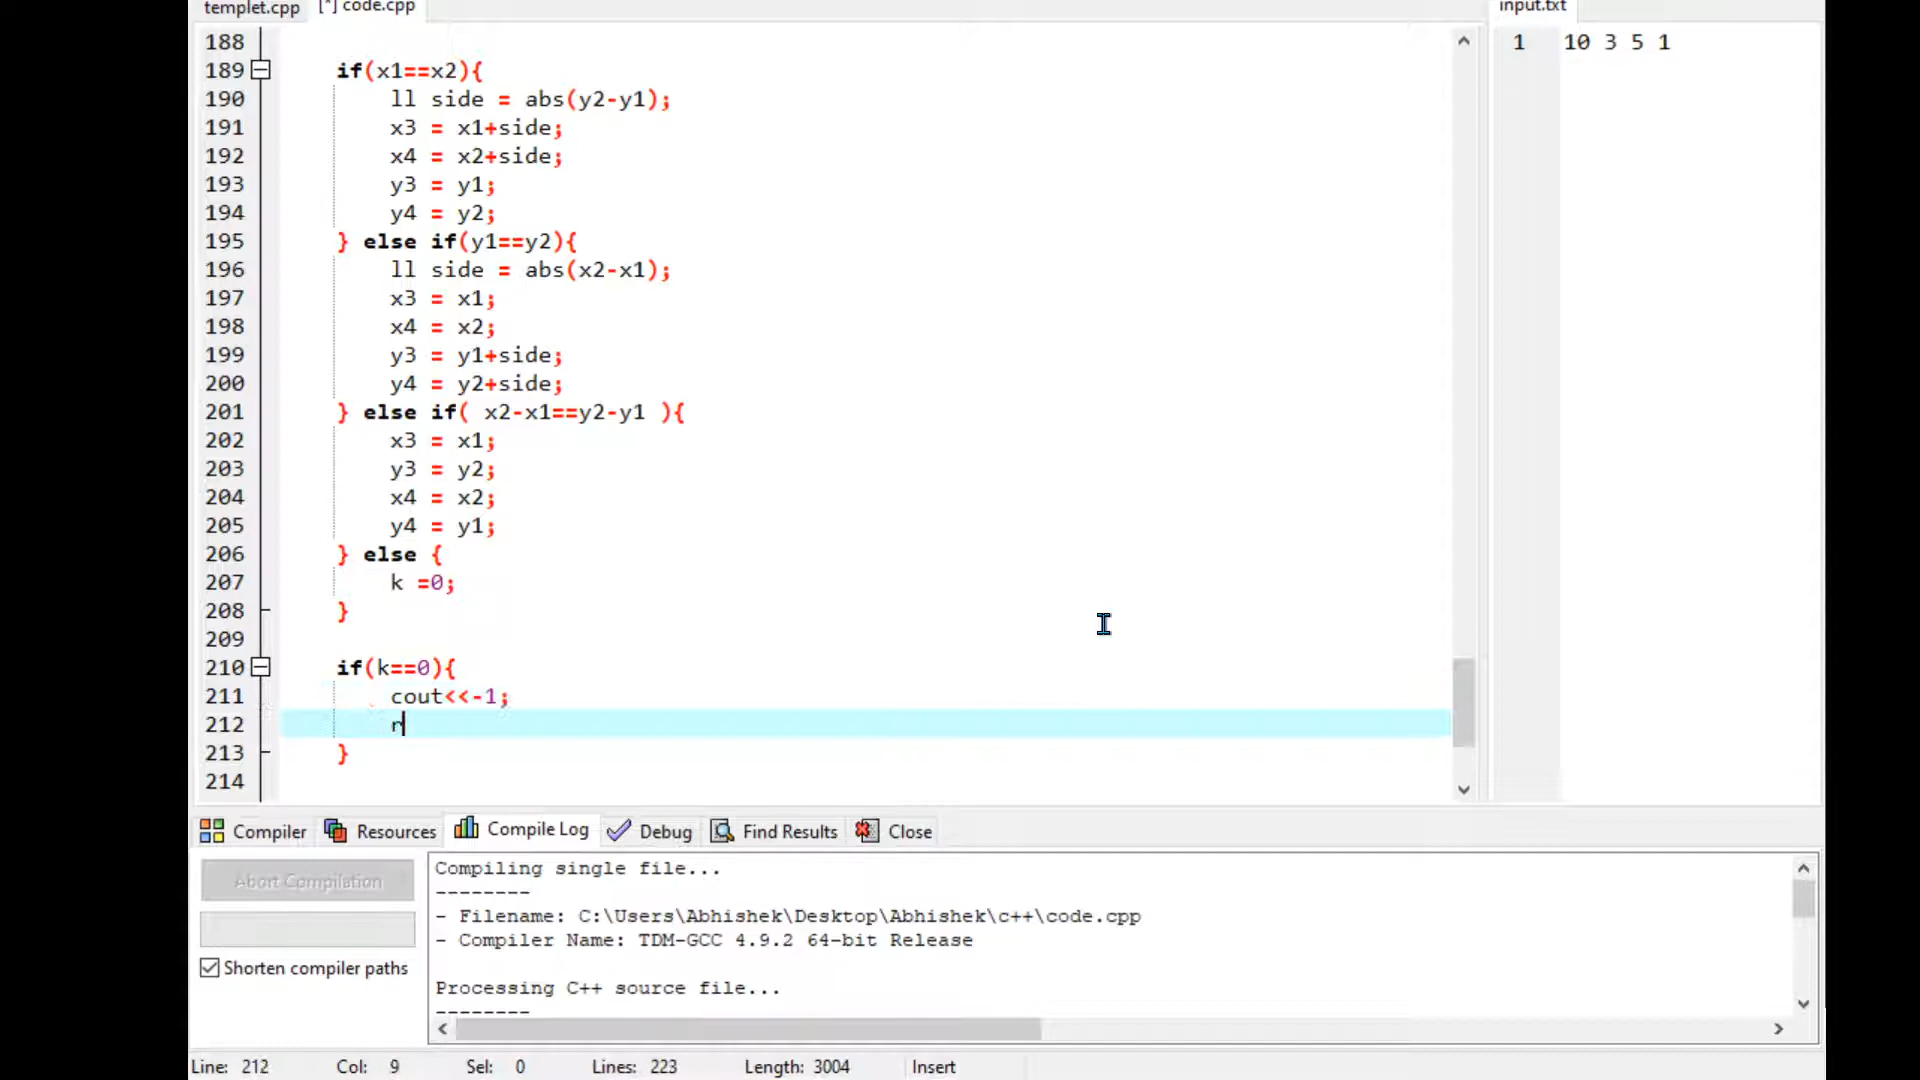 templet.cpp [*] code.cpp input.txt
188
189 if(x1==x2){
190 ll side = abs(y2-y1);
191 x3 = x1+side;
192 x4 = x2+side;
193 y3 = y1;
194 y4 = y2;
195 } else if(y1==y2){
196 ll side = abs(x2-x1);
197 x3 = x1;
198 x4 = x2;
199 y3 = y1+side;
200 y4 = y2+side;
201 } else if( x2-x1==y2-y1 ){
202 x3 = x1;
203 y3 = y2;
204 x4 = x2;
205 y4 = y1;
206 } else {
207 k =0;
208 }
209
210 if(k==0){
211 cout<<-1;
212 r
213 }
214
1 10 3 5 1
Compiler Resources Compile Log Debug Find Results Close
Abort Compilation
Shorten compiler paths
Compiling single file...
--------
- Filename: C:\Users\Abhishek\Desktop\Abhishek\c++\code.cpp
- Compiler Name: TDM-GCC 4.9.2 64-bit Release
Processing C++ source file...
--------
Line: 212 Col: 9 Sel: 0 Lines: 223 Length: 3004 Insert